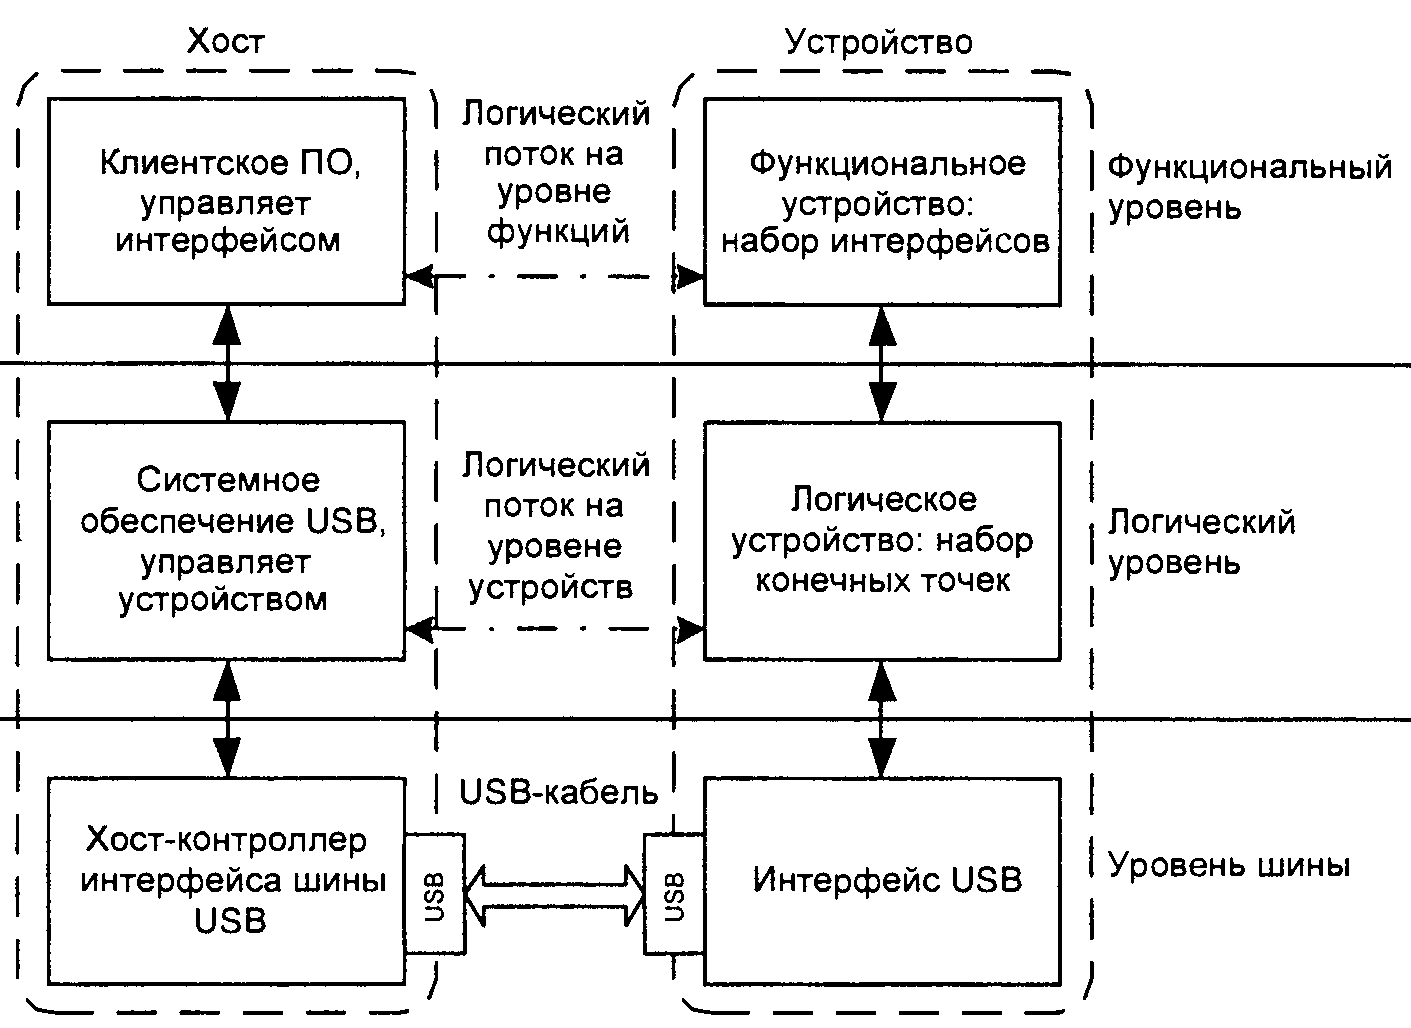 Хост
Устройство
Клиентское ПО,
управляет
интерфейсом
Логический
поток на
уровне
функций
Функциональное
устройство:
набор интерфейсов
Функциональный
уровень
Системное
обеспечение USB,
управляет
устройством
Логический
поток на
уровене
устройств
Логическое
устройство: набор
конечных точек
Логический
уровень
Хост-контроллер
интерфейса шины
USB
USB
USB-кабель
USB
Интерфейс USB
Уровень шины